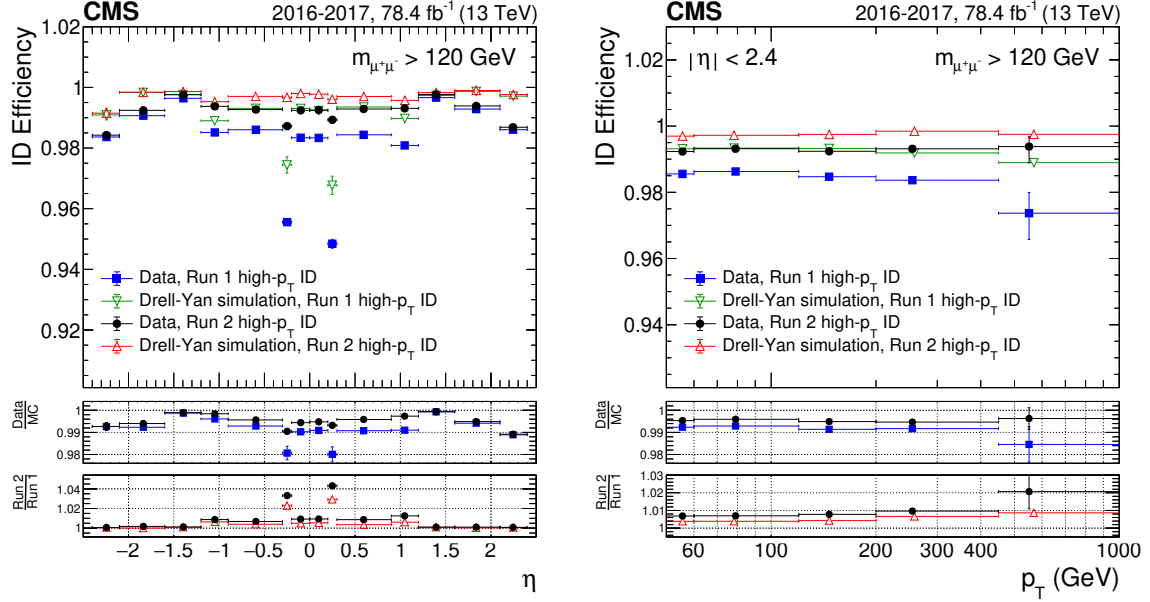 CMS 2016-2017, 78.4 fb⁻¹ (13 TeV)
m_μ⁺μ⁻ > 120 GeV
ID Efficiency
1.02
1
0.98
0.96
0.94
0.92
Data, Run 1 high-p_T ID
Drell-Yan simulation, Run 1 high-p_T ID
Data, Run 2 high-p_T ID
Drell-Yan simulation, Run 2 high-p_T ID
Data
MC
1
0.99
0.98
Run 2
Run 1
1.04
1.02
1
−2 −1.5 −1 −0.5 0 0.5 1 1.5 2
η
CMS 2016-2017, 78.4 fb⁻¹ (13 TeV)
|η| < 2.4 m_μ⁺μ⁻ > 120 GeV
ID Efficiency
1.02
1
0.98
0.96
0.94
Data, Run 1 high-p_T ID
Drell-Yan simulation, Run 1 high-p_T ID
Data, Run 2 high-p_T ID
Drell-Yan simulation, Run 2 high-p_T ID
Data
MC
1
0.99
0.98
Run 2
Run 1
1.03
1.02
1.01
1
60 100 200 300 400 1000
p_T (GeV)